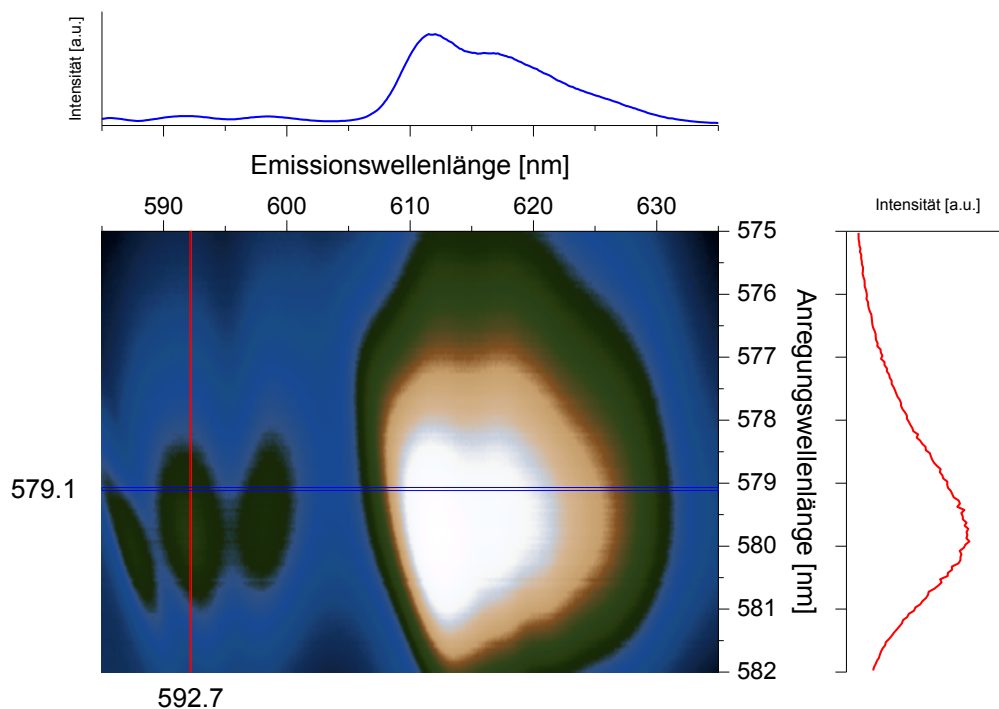 Intensität [a.u.]
Emissionswellenlänge [nm]
590 600 610 620 630
Intensität [a.u.]
575
576
577
578
579
580
581
582
Anregungswellenlänge [nm]
579.1
592.7